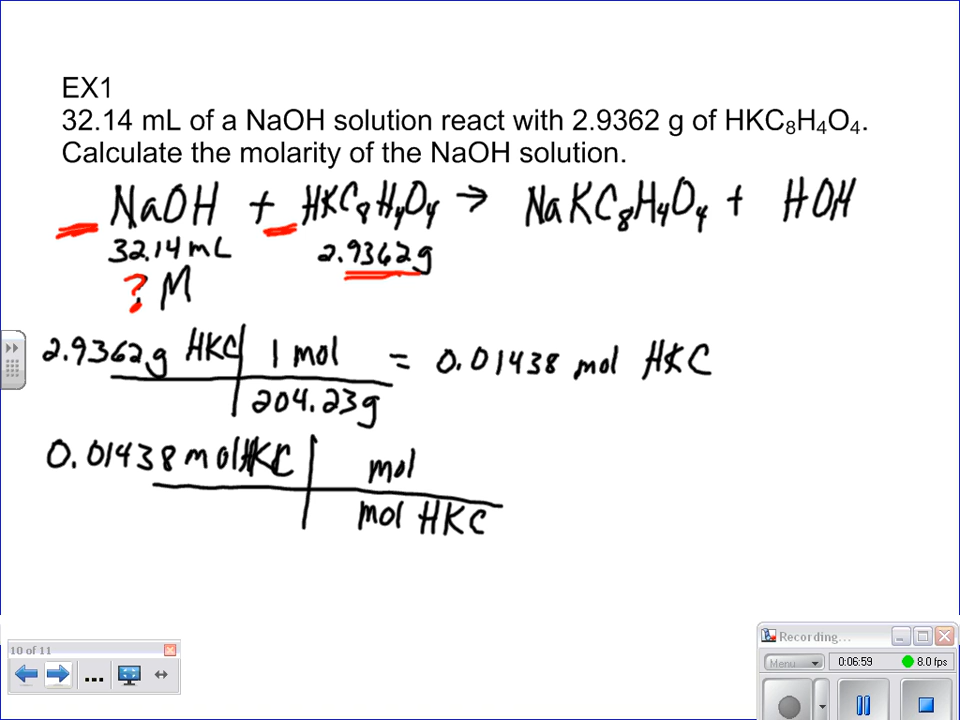 EX1
32.14 mL of a NaOH solution react with 2.9362 g of HKC₈H₄O₄.
Calculate the molarity of the NaOH solution.
NaOH + HKC₈H₄O₄ → NaKC₈H₄O₄ + HOH
32.14 mL 2.9362g
? M
2.9362g HKC 1 mol = 0.01438 mol HKC
204.23g
0.01438 mol HKC mol
mol HKC
10 of 11
...
Recording...
Menu 0:06:59 8.0 fps